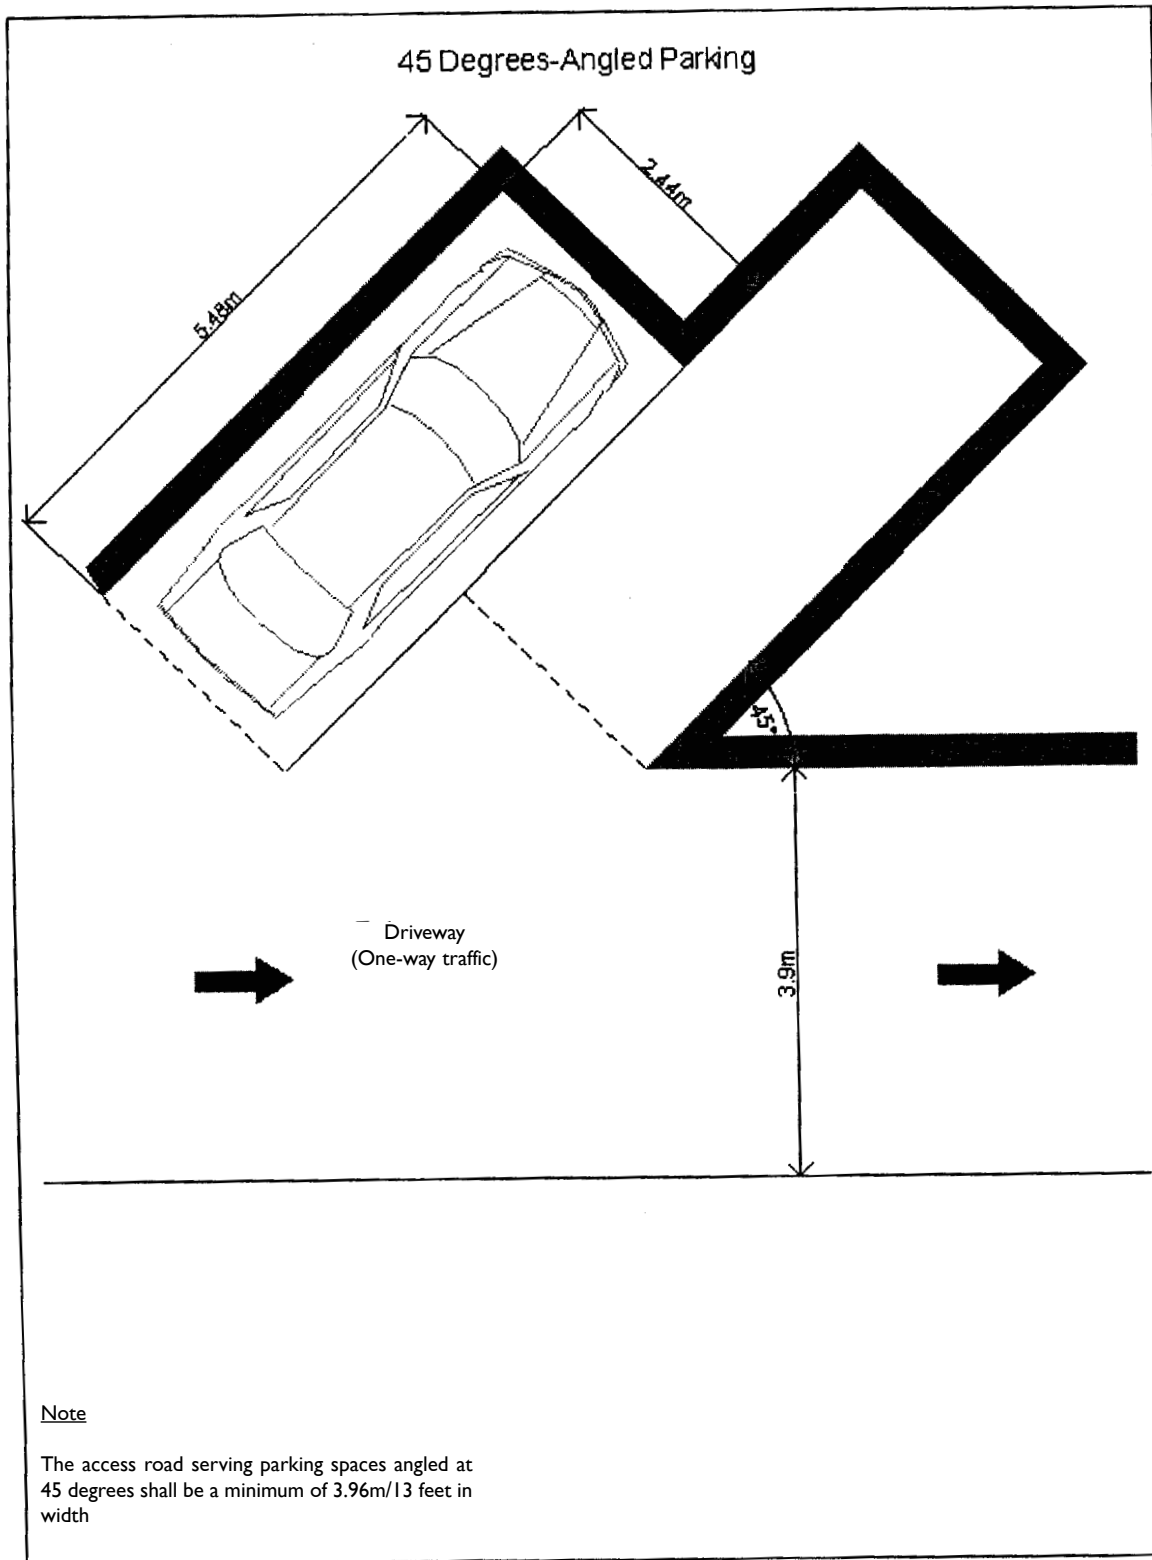 45 Degrees-Angled Parking
2.44m
5.48m
45°
Driveway
(One-way traffic)
3.9m
Note
The access road serving parking spaces angled at
45 degrees shall be a minimum of 3.96m/13 feet in
width